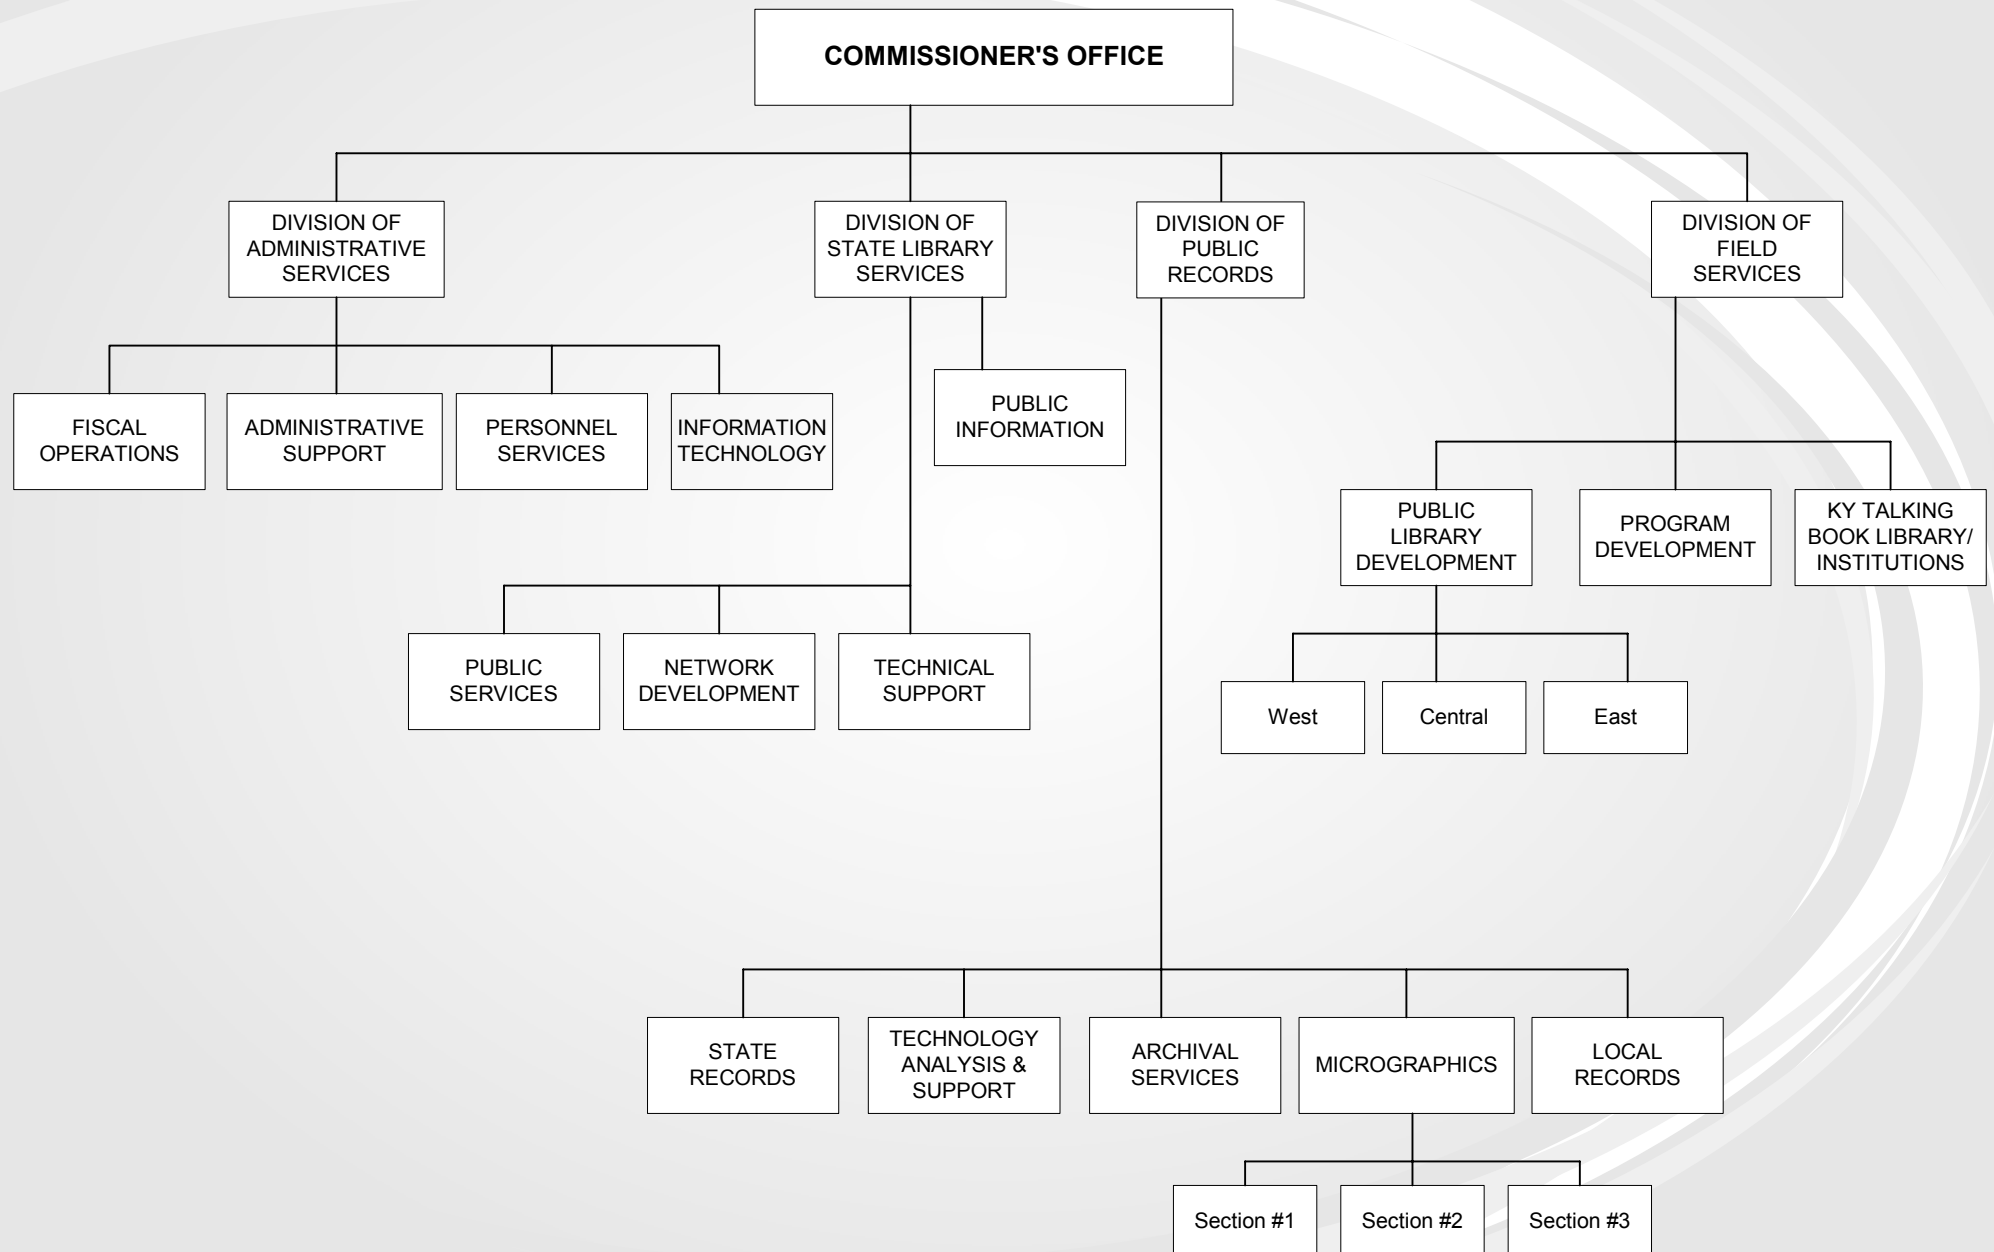 COMMISSIONER'S OFFICE
DIVISION OF
ADMINISTRATIVE
SERVICES
DIVISION OF
STATE LIBRARY
SERVICES
DIVISION OF
PUBLIC
RECORDS
DIVISION OF
FIELD
SERVICES
FISCAL
OPERATIONS
ADMINISTRATIVE
SUPPORT
PERSONNEL
SERVICES
INFORMATION
TECHNOLOGY
PUBLIC
INFORMATION
PUBLIC
LIBRARY
DEVELOPMENT
PROGRAM
DEVELOPMENT
KY TALKING
BOOK LIBRARY/
INSTITUTIONS
PUBLIC
SERVICES
NETWORK
DEVELOPMENT
TECHNICAL
SUPPORT
West
Central
East
STATE
RECORDS
TECHNOLOGY
ANALYSIS &
SUPPORT
ARCHIVAL
SERVICES
MICROGRAPHICS
LOCAL
RECORDS
Section #1
Section #2
Section #3